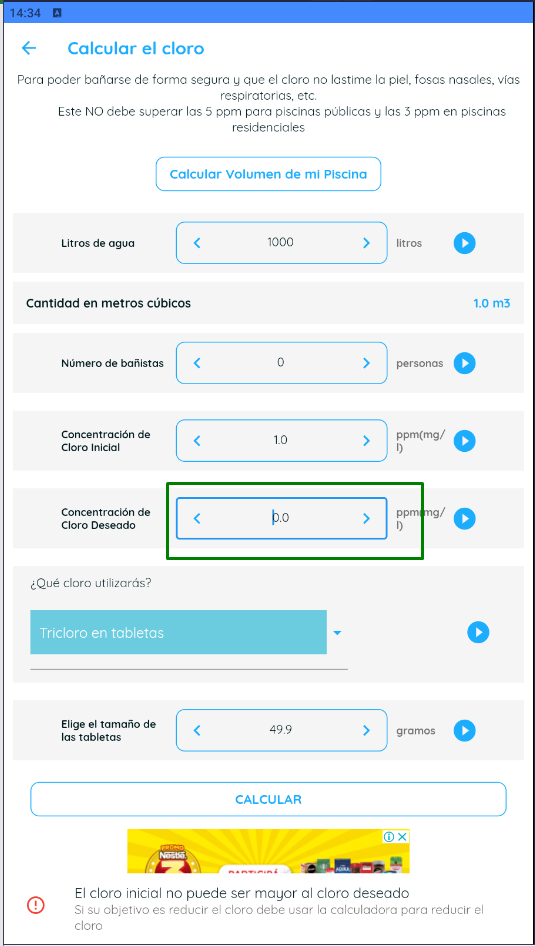 14:34 A
Calcular el cloro
Para poder bañarse de forma segura y que el cloro no lastime la piel, fosas nasales, vías
respiratorias, etc.
Este NO debe superar las 5 ppm para piscinas públicas y las 3 ppm en piscinas
residenciales
Calcular Volumen de mi Piscina
Litros de agua 1000 litros
Cantidad en metros cúbicos 1.0 m3
Número de bañistas 0 personas
Concentración de
Cloro Inicial
1.0
ppm(mg/
l)
Concentración de
Cloro Deseado
0.0
ppm(mg/
l)
¿Qué cloro utilizarás?
Tricloro en tabletas
Elige el tamaño de
las tabletas
49.9
gramos
CALCULAR
PROMO
Nestlé
3
PARTICIPÁ
El cloro inicial no puede ser mayor al cloro deseado
Si su objetivo es reducir el cloro debe usar la calculadora para reducir el
cloro